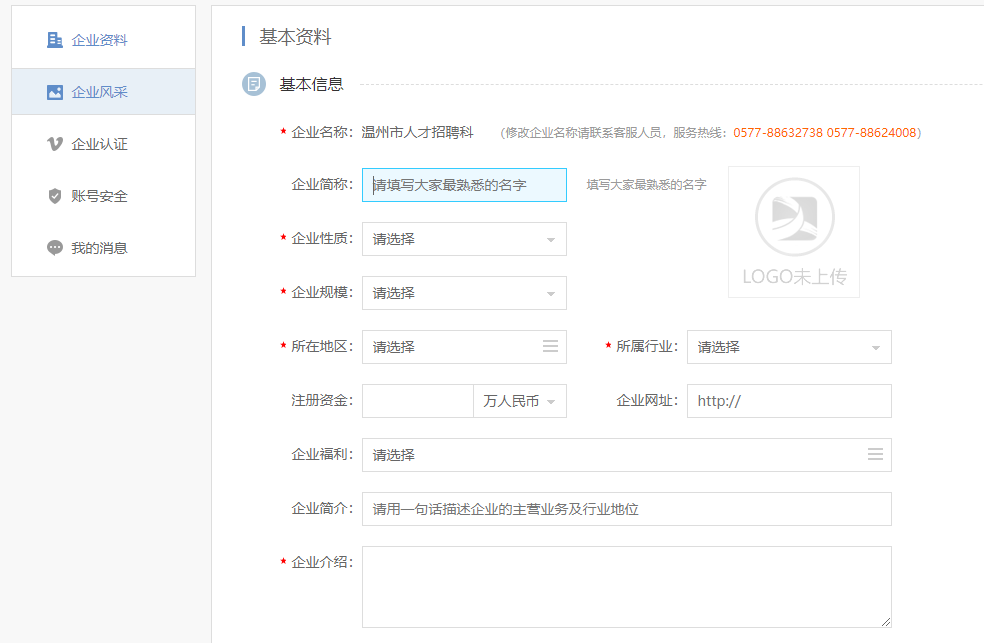 企业资料
企业风采
企业认证
账号安全
我的消息
基本资料
基本信息
* 企业名称： 温州市人才招聘科 （修改企业名称请联系客服人员，服务热线：0577-88632738 0577-88624008）
企业简称： 请填写大家最熟悉的名字 填写大家最熟悉的名字
LOGO未上传
* 企业性质： 请选择
* 企业规模： 请选择
* 所在地区： 请选择 * 所属行业： 请选择
注册资金： 万人民币 企业网址： http://
企业福利： 请选择
企业简介： 请用一句话描述企业的主营业务及行业地位
* 企业介绍：